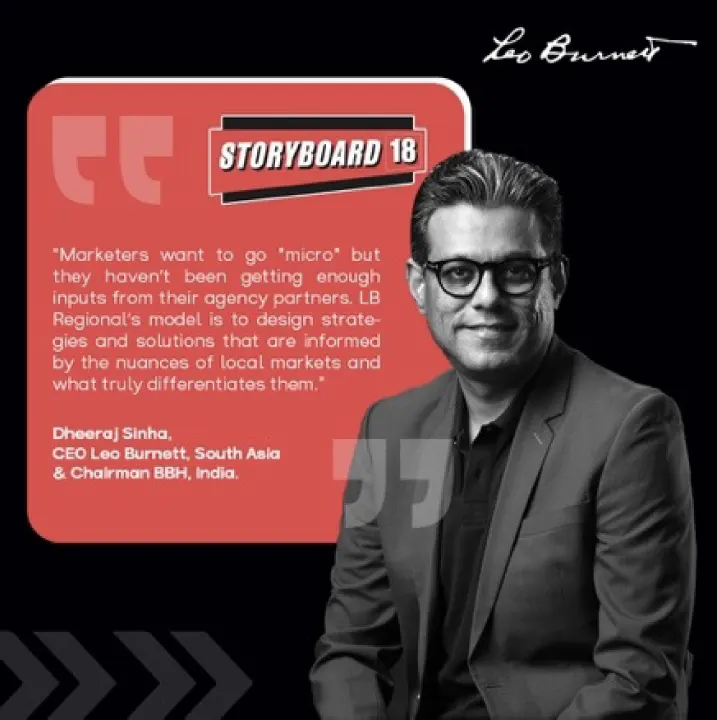 Leo Burnett
STORYBOARD 18
"Marketers want to go "micro" but
they haven't been getting enough
inputs from their agency partners. LB
Regional's model is to design strate-
gies and solutions that are informed
by the nuances of local markets and
what truly differentiates them."
Dheeraj Sinha,
CEO Leo Burnett, South Asia
& Chairman BBH, India.